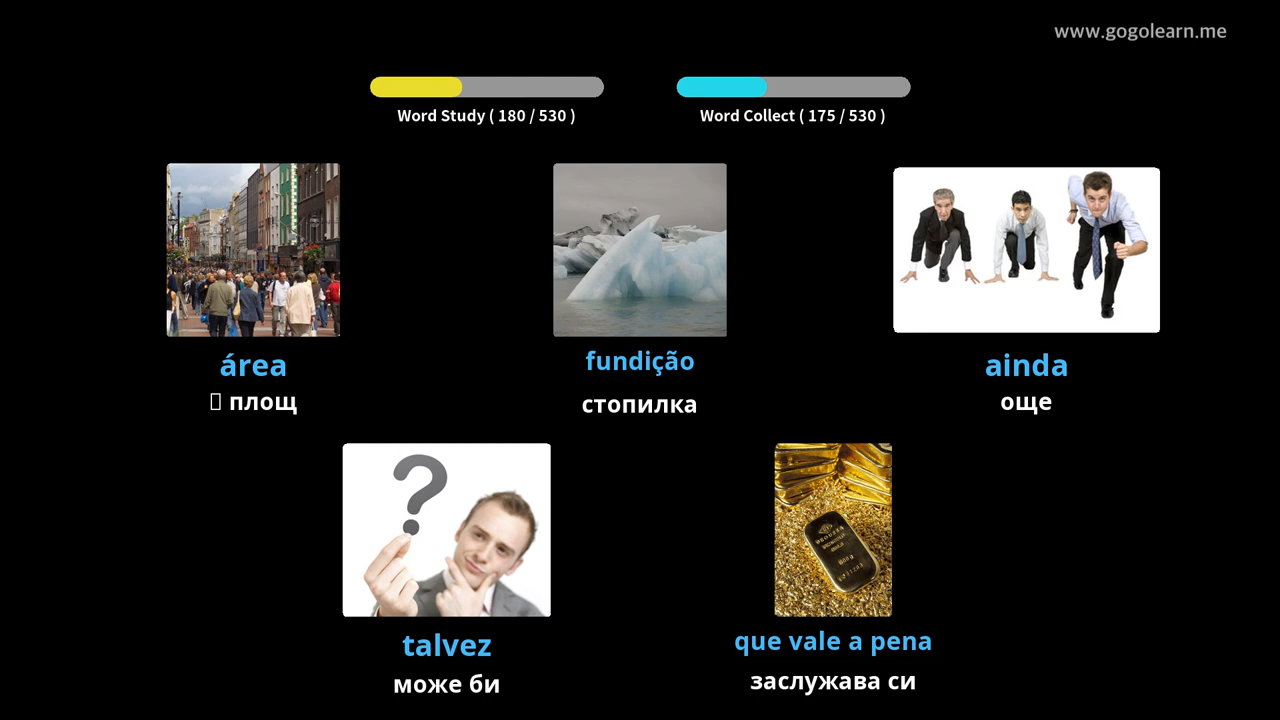 www.gogolearn.me
Word Study ( 180 / 530 )
Word Collect ( 175 / 530 )
área
площ
fundição
стопилка
ainda
още
talvez
може би
que vale a pena
заслужава си